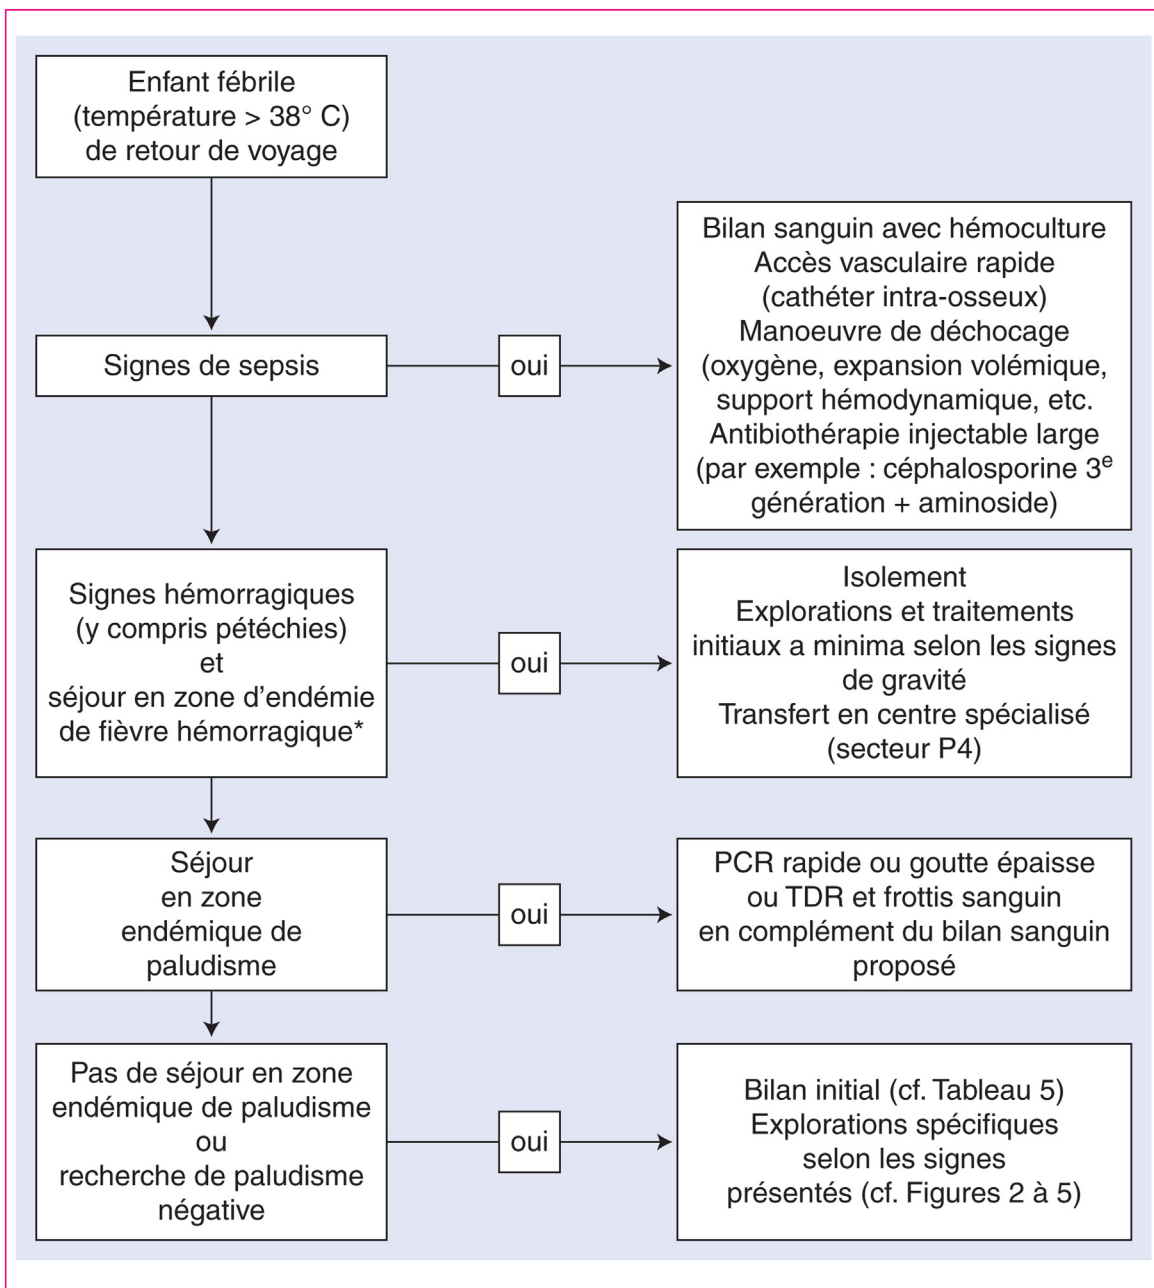 Enfant fébrile
(température > 38° C)
de retour de voyage
Signes de sepsis
oui
Bilan sanguin avec hémoculture
Accès vasculaire rapide
(cathéter intra-osseux)
Manoeuvre de déchocage
(oxygène, expansion volémique,
support hémodynamique, etc.
Antibiothérapie injectable large
(par exemple : céphalosporine 3e
génération + aminoside)
Signes hémorragiques
(y compris pétéchies)
et
séjour en zone d'endémie
de fièvre hémorragique*
oui
Isolement
Explorations et traitements
initiaux a minima selon les signes
de gravité
Transfert en centre spécialisé
(secteur P4)
Séjour
en zone
endémique de
paludisme
oui
PCR rapide ou goutte épaisse
ou TDR et frottis sanguin
en complément du bilan sanguin
proposé
Pas de séjour en zone
endémique de paludisme
ou
recherche de paludisme
négative
oui
Bilan initial (cf. Tableau 5)
Explorations spécifiques
selon les signes
présentés (cf. Figures 2 à 5)